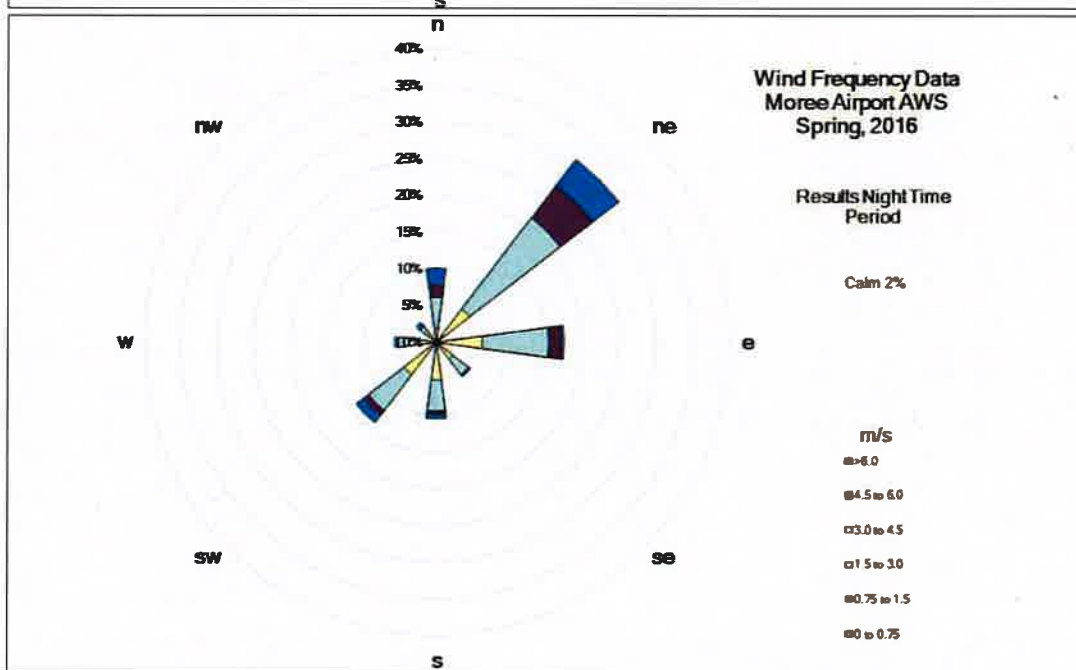 s
n
40%
35%
30%
25%
20%
15%
10%
5%
0%
nw
ne
w
e
sw
se
s
Wind Frequency Data
Moree Airport AWS
Spring, 2016
Results Night Time
Period
Calm 2%
m/s
>6.0
4.5 to 6.0
3.0 to 4.5
1.5 to 3.0
0.75 to 1.5
0 to 0.75